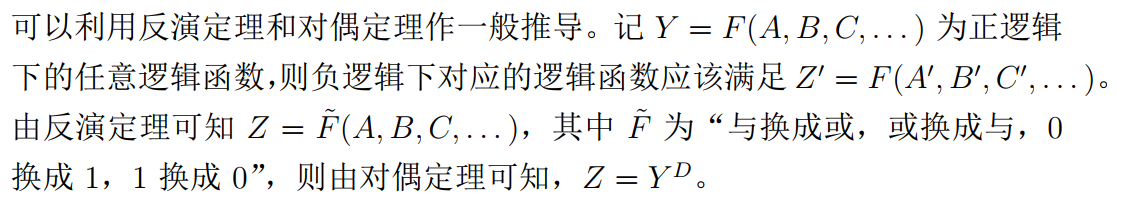 可以利用反演定理和对偶定理作一般推导。记 Y = F(A, B, C, . . . ) 为正逻辑
下的任意逻辑函数,则负逻辑下对应的逻辑函数应该满足 Z′ = F(A′, B′, C′, . . . )。
由反演定理可知 Z = F̃(A, B, C, . . . )，其中 F̃ 为“与换成或，或换成与，0
换成 1，1 换成 0”，则由对偶定理可知，Z = Yᴰ。